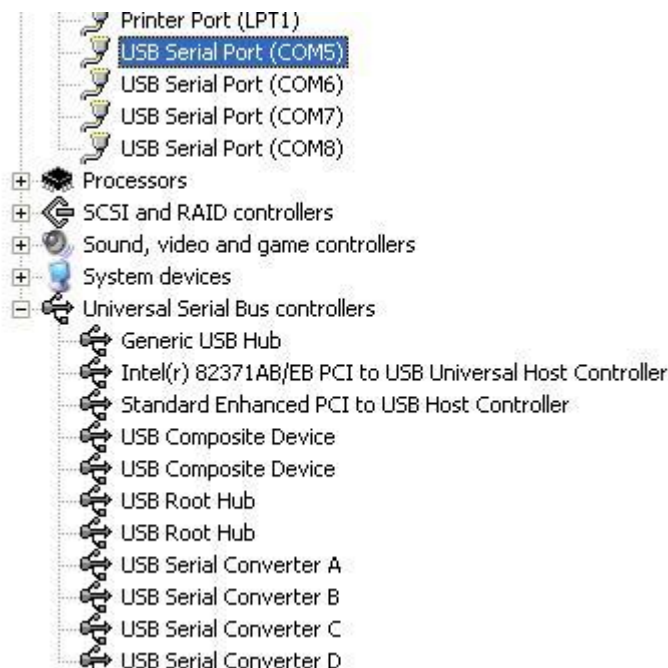 Printer Port (LPT1)
USB Serial Port (COM5)
USB Serial Port (COM6)
USB Serial Port (COM7)
USB Serial Port (COM8)
Processors
SCSI and RAID controllers
Sound, video and game controllers
System devices
Universal Serial Bus controllers
Generic USB Hub
Intel(r) 82371AB/EB PCI to USB Universal Host Controller
Standard Enhanced PCI to USB Host Controller
USB Composite Device
USB Composite Device
USB Root Hub
USB Root Hub
USB Serial Converter A
USB Serial Converter B
USB Serial Converter C
USB Serial Converter D